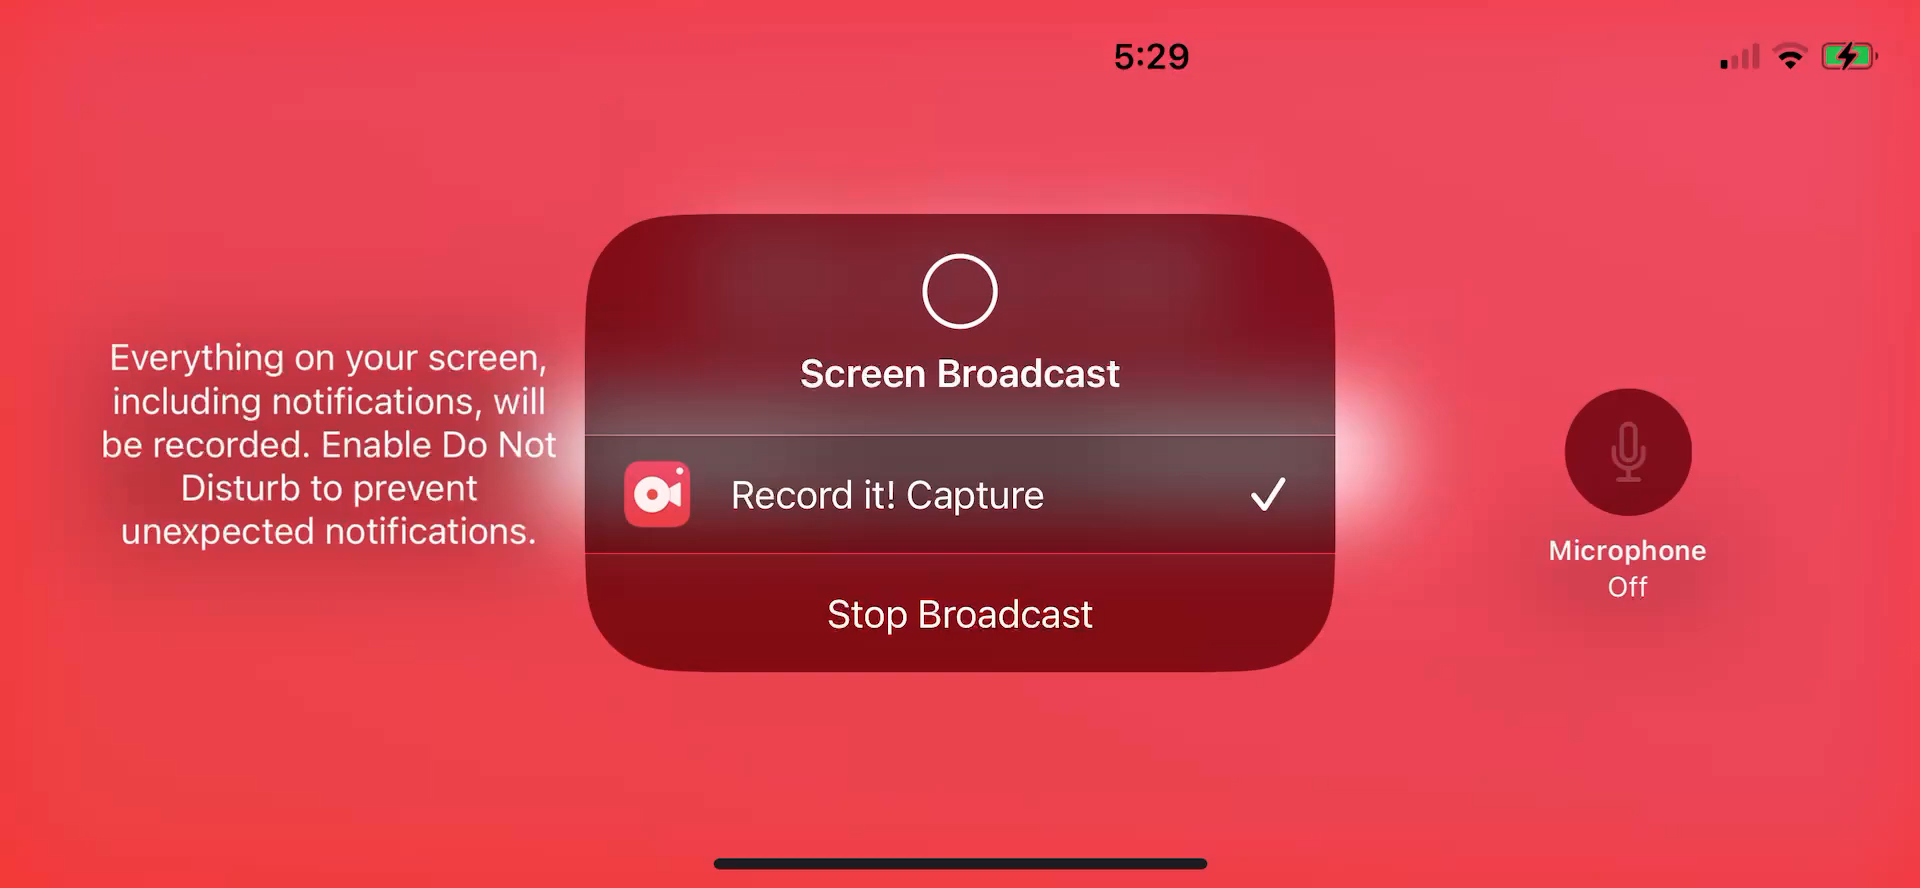 5:29
Everything on your screen,
including notifications, will
be recorded. Enable Do Not
Disturb to prevent
unexpected notifications.
Screen Broadcast
Record it! Capture
Stop Broadcast
Microphone
Off